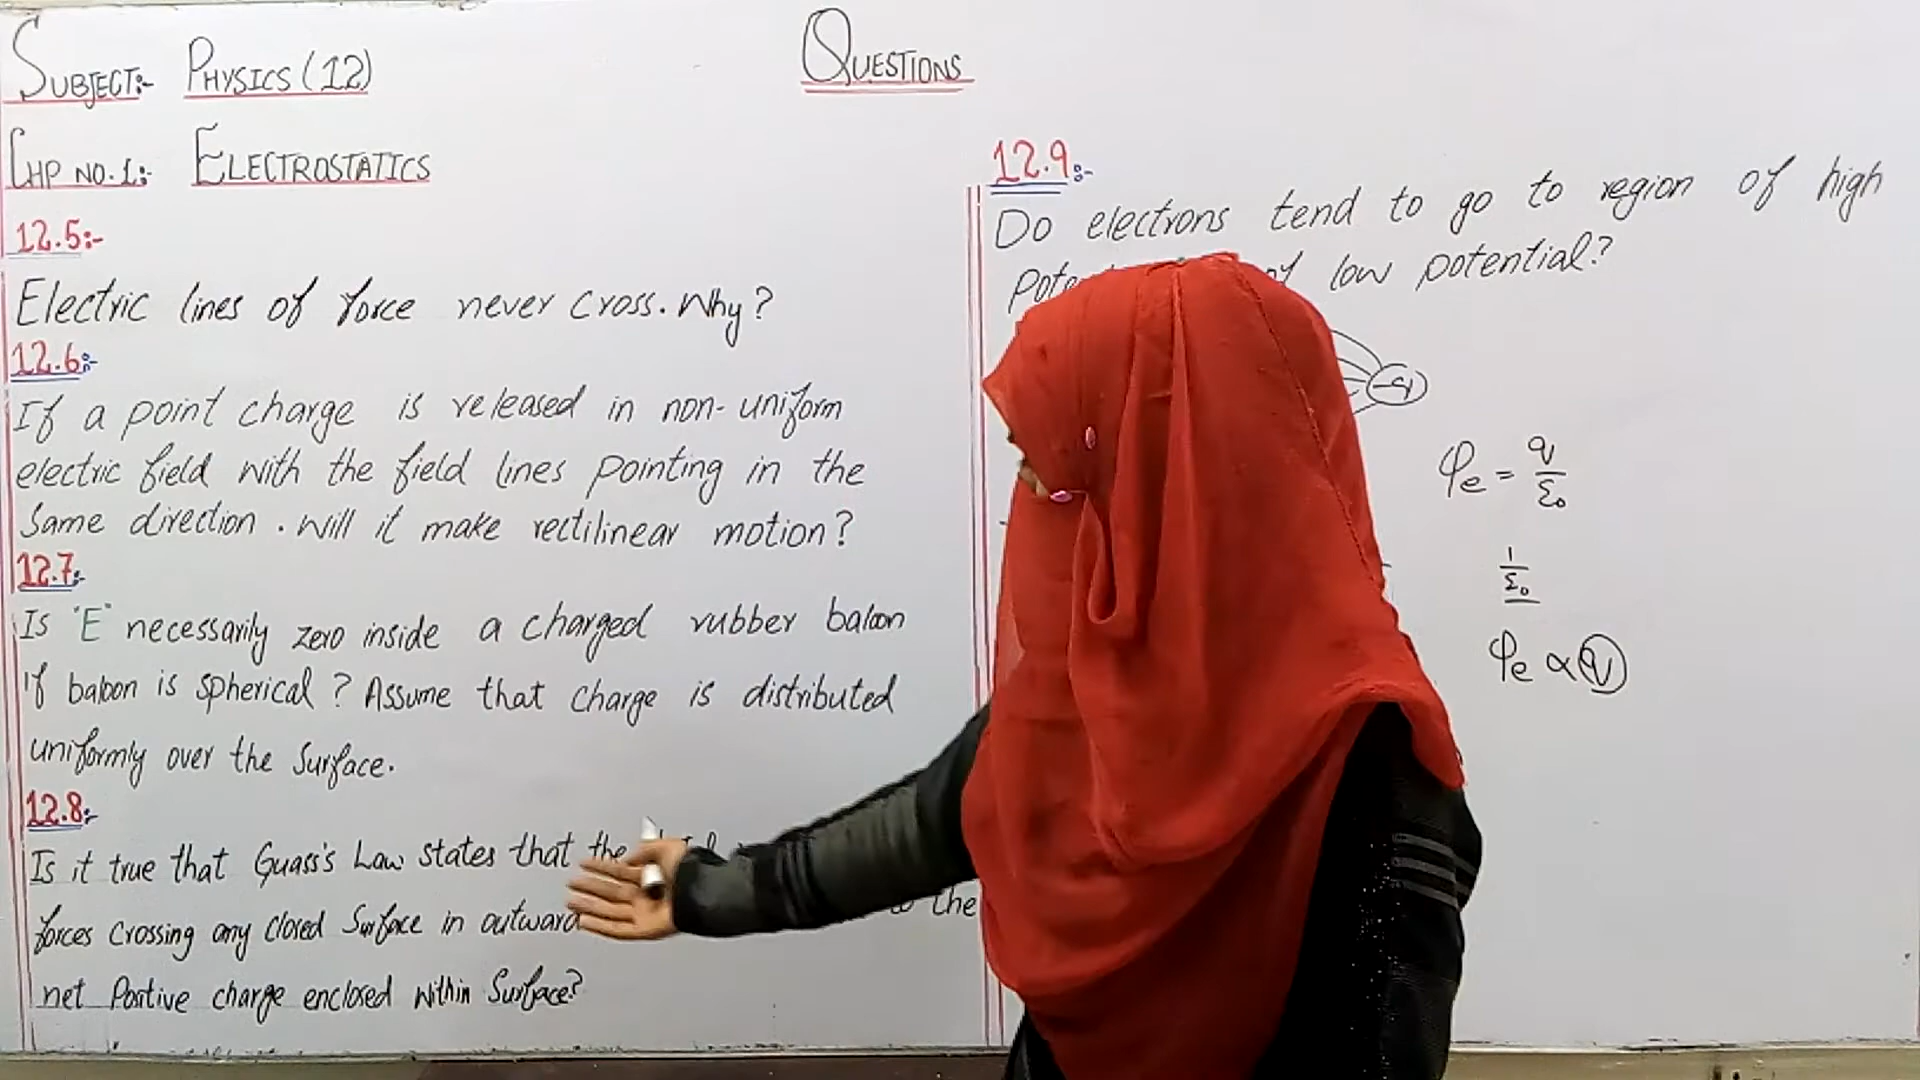 SUBJECT:- PHYSICS (12)
QUESTIONS
CHP NO. 1:- ELECTROSTATICS
12.5:-
Electric lines of force never cross. Why?
12.6:-
If a point charge is released in non-uniform
electric field with the field lines pointing in the
Same direction. Will it make rectilinear motion?
12.7:-
Is "E" necessarily zero inside a charged rubber baloon
if baloon is spherical? Assume that charge is distributed
uniformly over the Surface.
12.8:-
Is it true that Guass's Law states that the
forces crossing any closed Surface in outward the
net Postive charge enclosed within Surface?
12.9:-
Do electrons tend to go to region of high
of low potential?
-q
φe = q/ε₀
1/ε₀
φe ∝ q